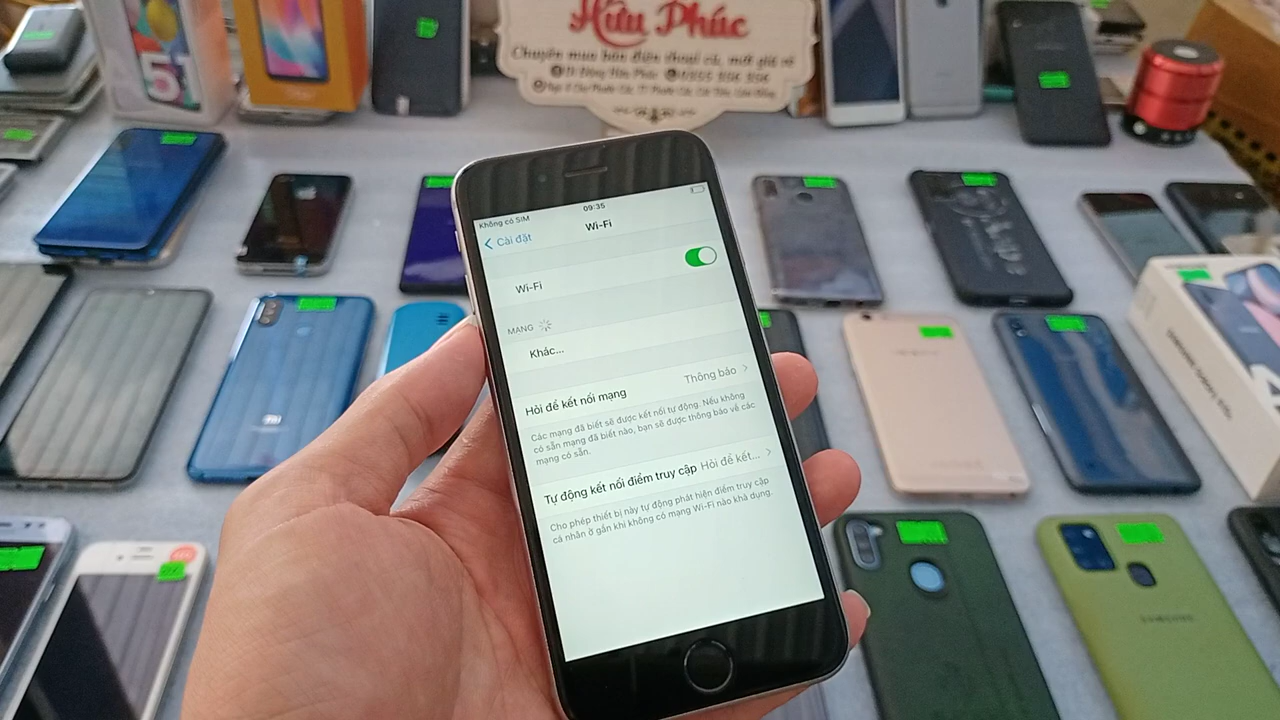 Hữu Phúc
Chuyên mua bán điện thoại cũ, mới giá rẻ
51
Không có SIM
09:35
Cài đặt
Wi-Fi
Wi-Fi
MẠNG
Khác...
Hỏi để kết nối mạng
Thông báo
Các mạng đã biết sẽ được kết nối tự động. Nếu không
có sẵn mạng đã biết nào, bạn sẽ được thông báo về các
mạng có sẵn.
Tự động kết nối điểm truy cập Hỏi để kết...
Cho phép thiết bị này tự động phát hiện điểm truy cập
cá nhân ở gần khi không có mạng Wi-Fi nào khả dụng.
SAMSUNG